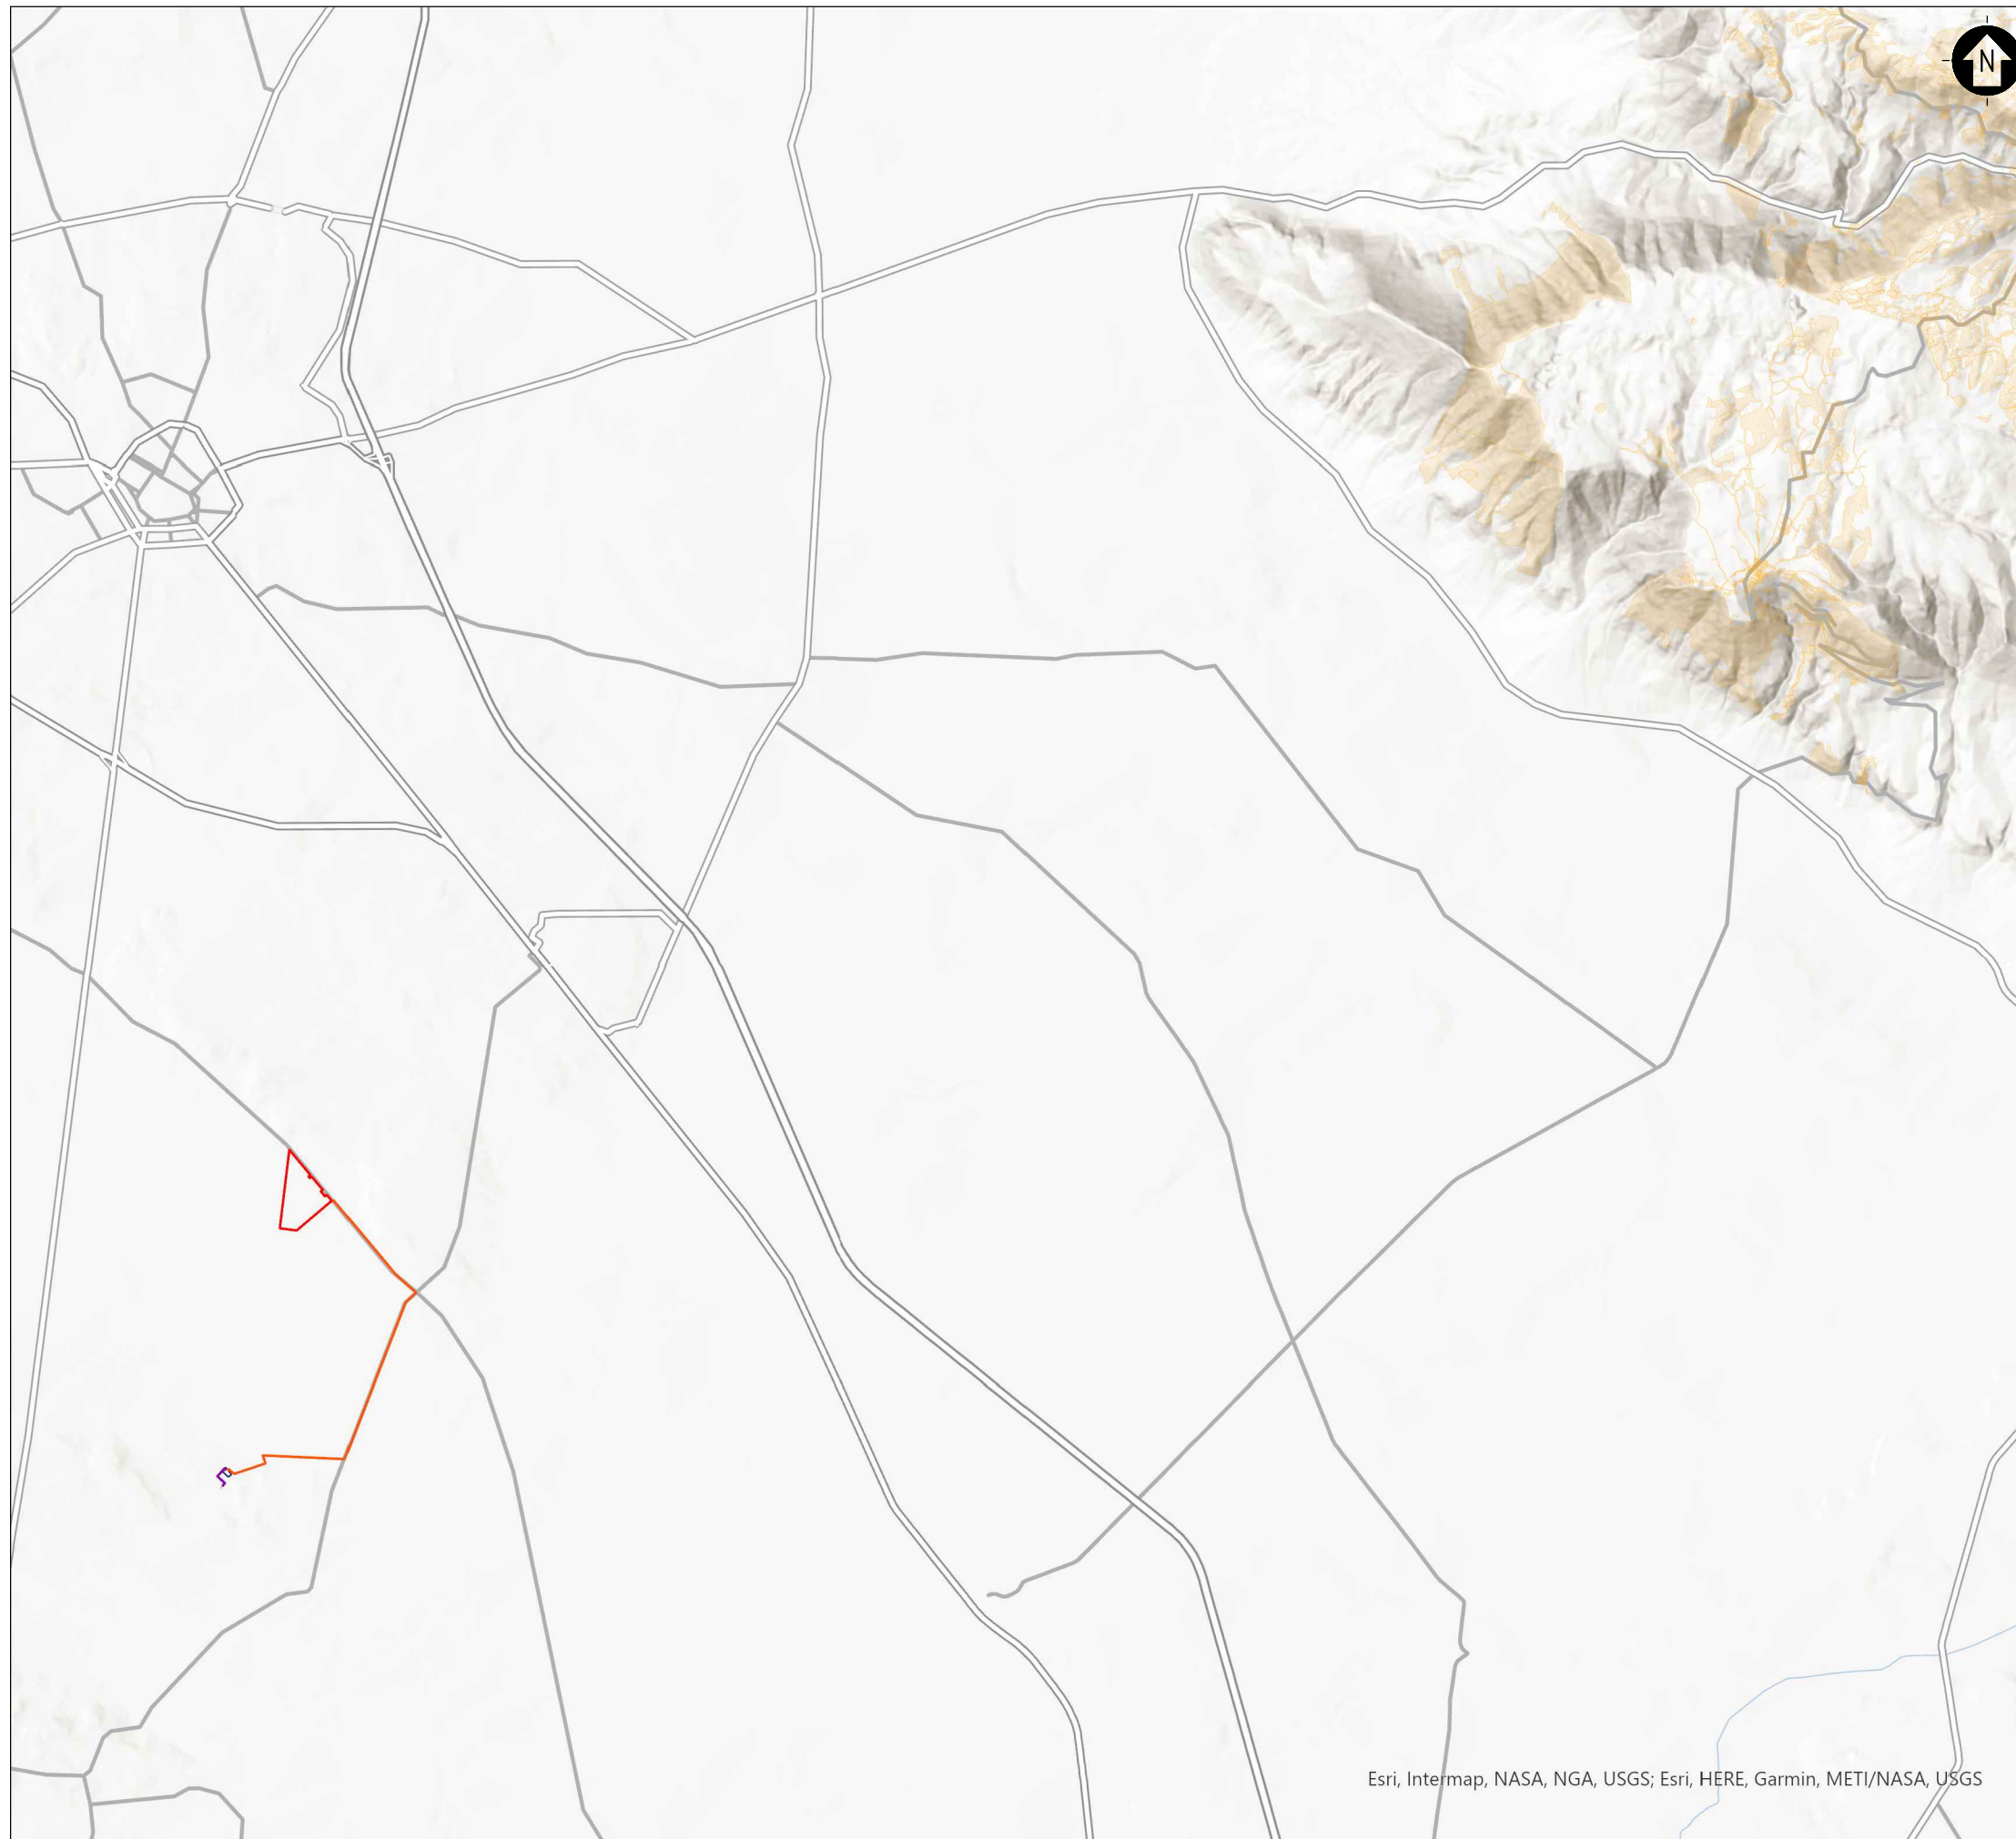 N
Esri, Intermap, NASA, NGA, USGS; Esri, HERE, Garmin, METI/NASA, USGS